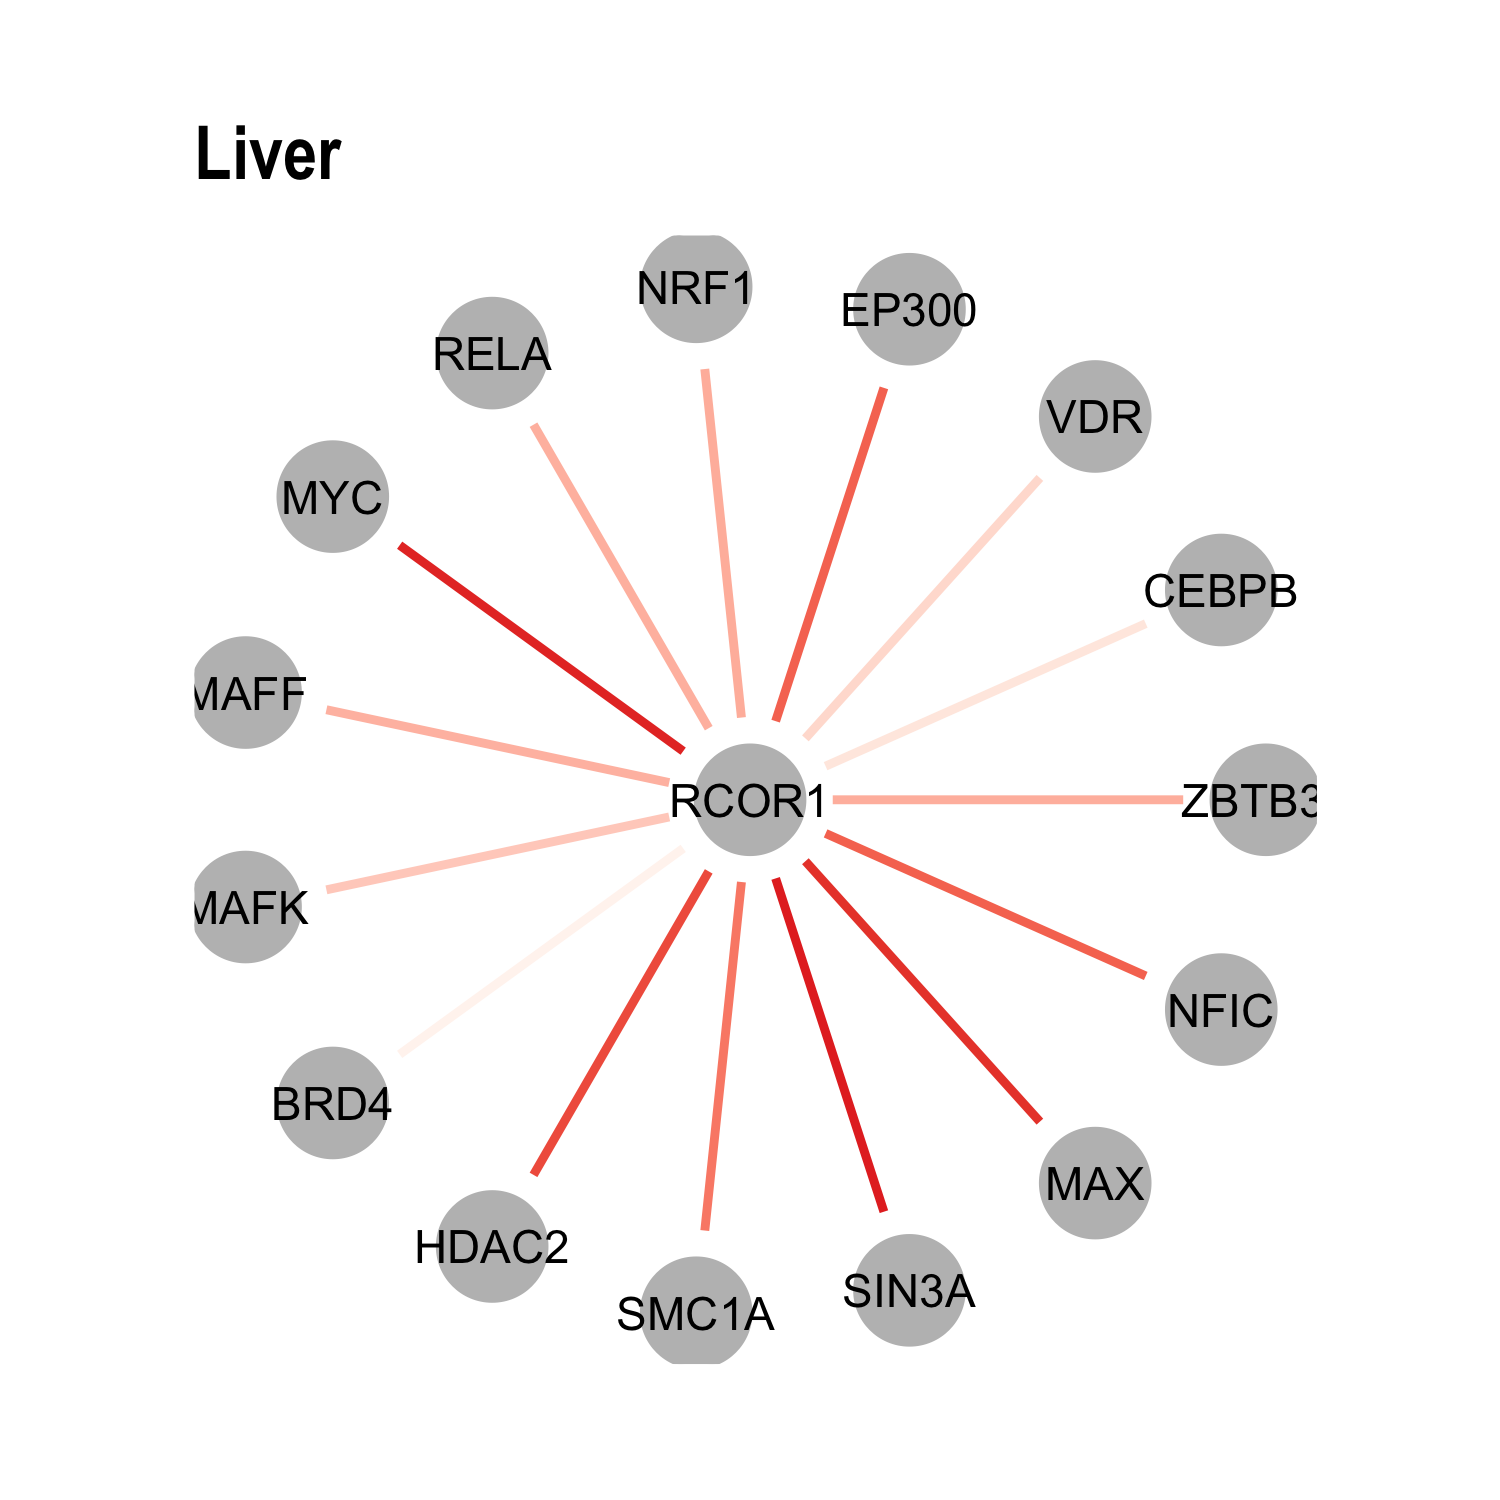 Liver
NRF1
EP300
RELA
VDR
MYC
CEBPB
MAFF
RCOR1
ZBTB3
MAFK
NFIC
BRD4
MAX
HDAC2
SIN3A
SMC1A